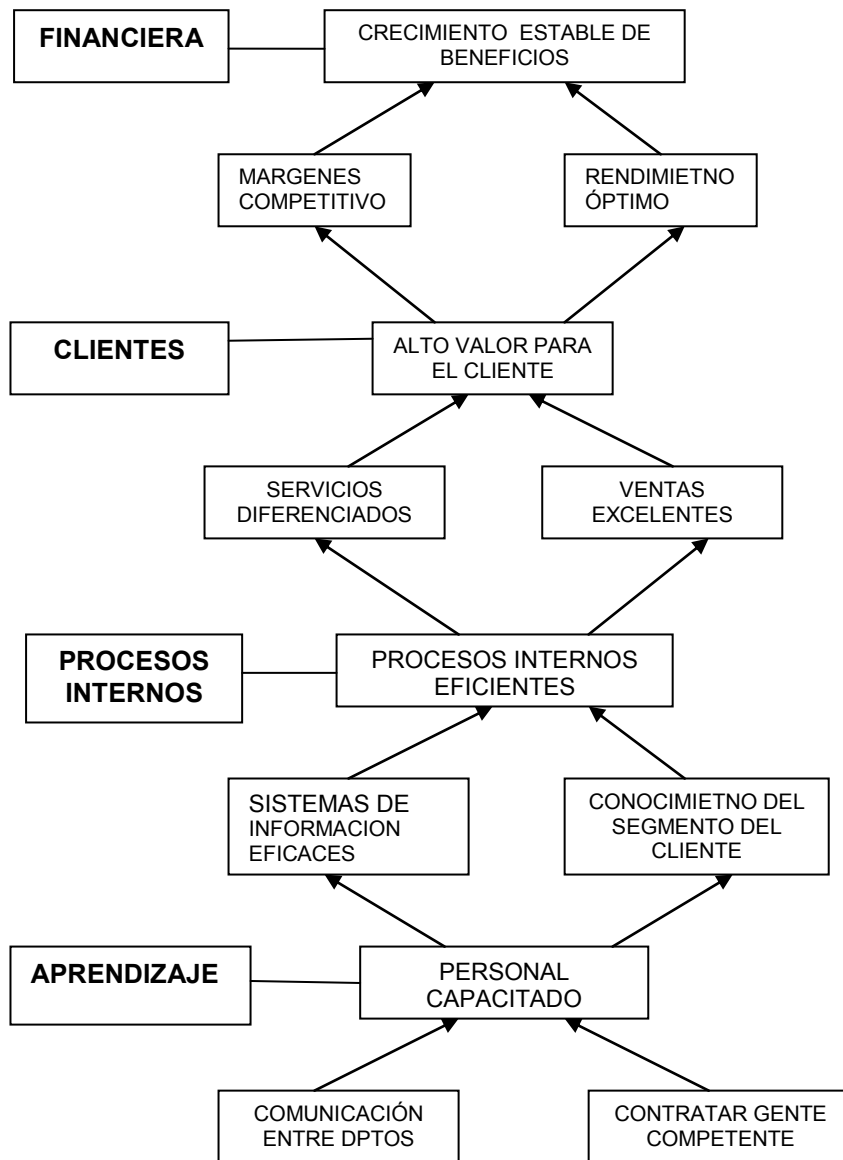 FINANCIERA
CRECIMIENTO ESTABLE DE
BENEFICIOS
MARGENES
COMPETITIVO
RENDIMIETNO
ÓPTIMO
CLIENTES
ALTO VALOR PARA
EL CLIENTE
SERVICIOS
DIFERENCIADOS
VENTAS
EXCELENTES
PROCESOS
INTERNOS
PROCESOS INTERNOS
EFICIENTES
SISTEMAS DE
INFORMACION
EFICACES
CONOCIMIETNO DEL
SEGMENTO DEL
CLIENTE
APRENDIZAJE
PERSONAL
CAPACITADO
COMUNICACIÓN
ENTRE DPTOS
CONTRATAR GENTE
COMPETENTE